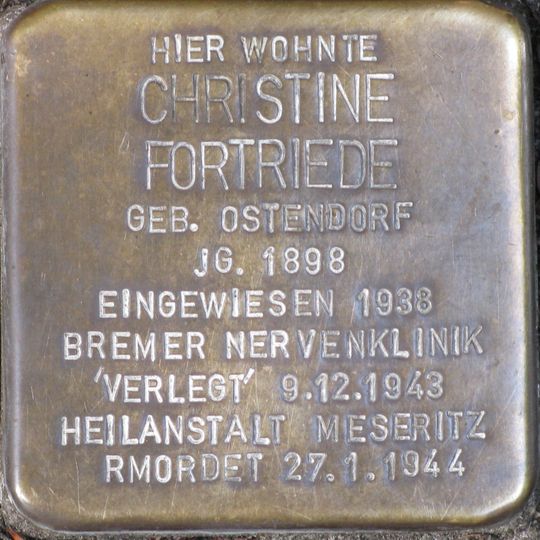 HIER WOHNTE
CHRISTINE
FORTRIEDE
GEB. OSTENDORF
JG. 1898
EINGEWIESEN 1938
BREMER NERVENKLINIK
'VERLEGT' 9.12.1943
HEILANSTALT MESERITZ
RMORDET 27.1.1944